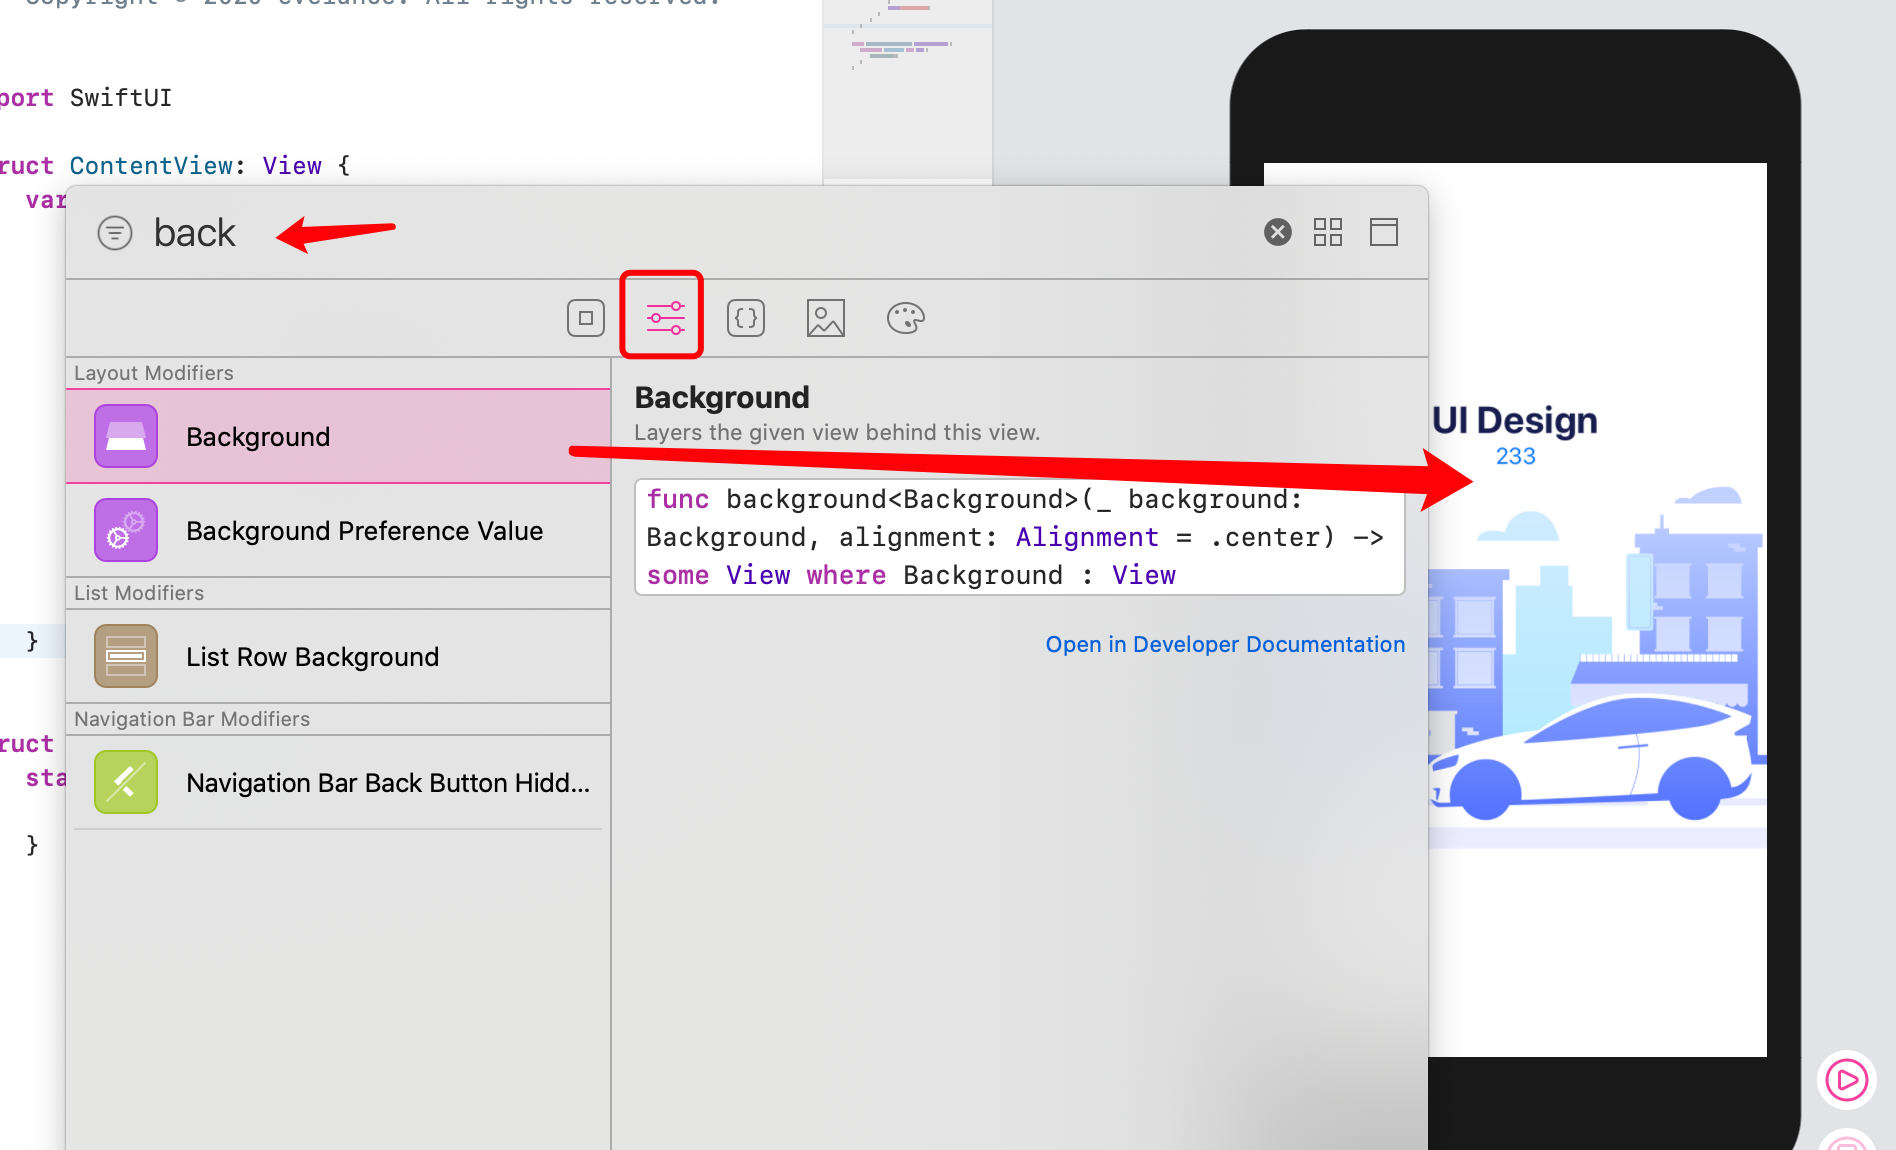 Copyright © 2020 evelance. All rights reserved.
port SwiftUI
ruct ContentView: View {
var
back
Layout Modifiers
Background
Background Preference Value
List Modifiers
List Row Background
Navigation Bar Modifiers
Navigation Bar Back Button Hidd...
Background
Layers the given view behind this view.
func background<Background>(_ background:
Background, alignment: Alignment = .center) ->
some View where Background : View
Open in Developer Documentation
}
ruct
sta
}
UI Design
233